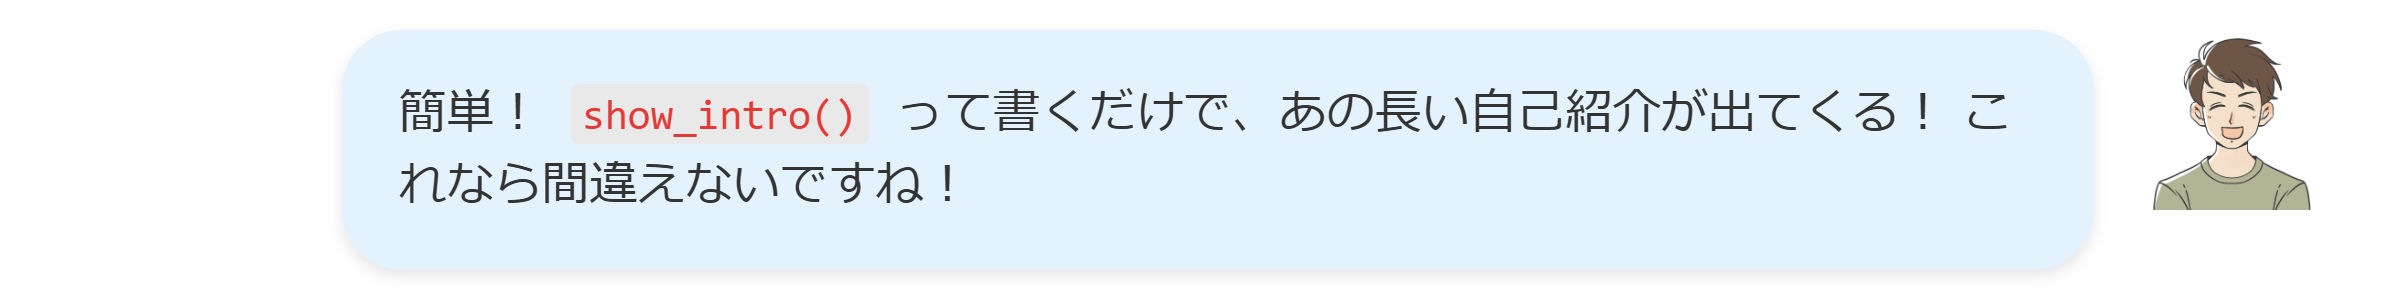 簡単！ show_intro() って書くだけで、あの長い自己紹介が出てくる！ こ
れなら間違えないですね！